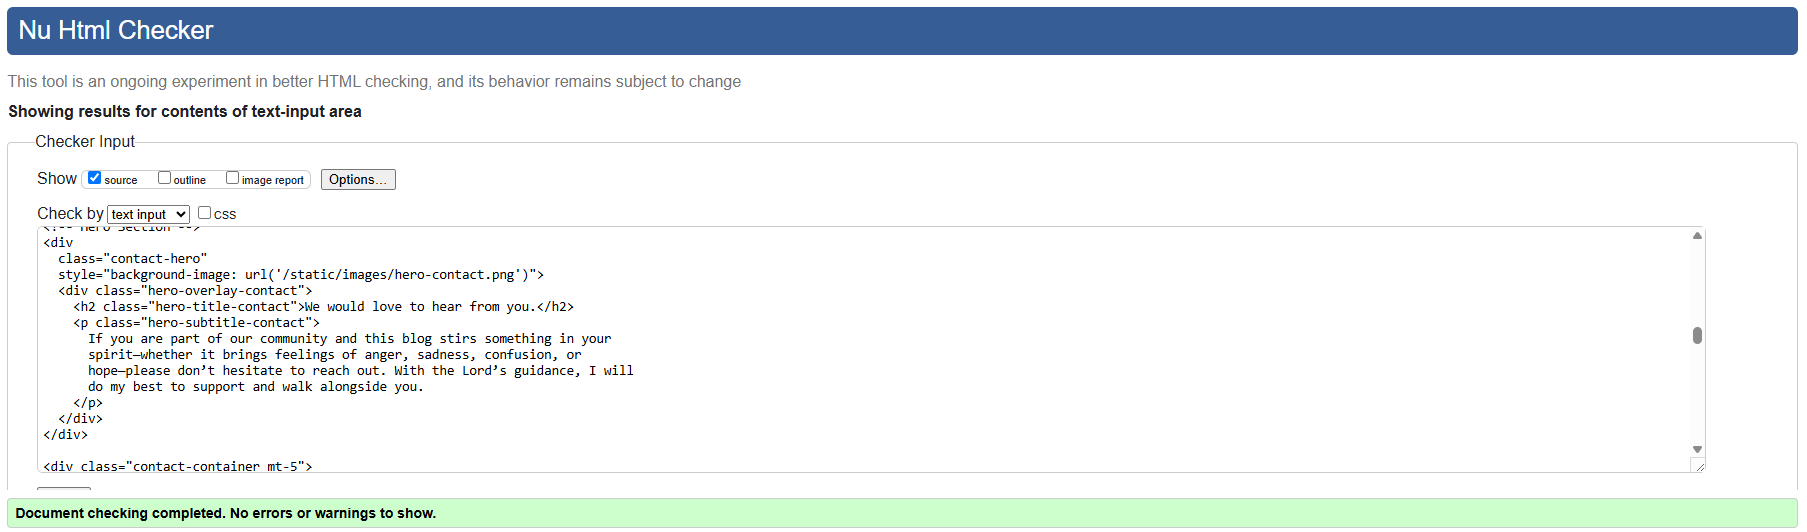 Nu Html Checker
This tool is an ongoing experiment in better HTML checking, and its behavior remains subject to change
Showing results for contents of text-input area
Checker Input
Show source outline image report Options...
Check by text input css
<!-- Hero Section -->
<div
class="contact-hero"
style="background-image: url('/static/images/hero-contact.png')">
<div class="hero-overlay-contact">
<h2 class="hero-title-contact">We would love to hear from you.</h2>
<p class="hero-subtitle-contact">
If you are part of our community and this blog stirs something in your
spirit—whether it brings feelings of anger, sadness, confusion, or
hope—please don’t hesitate to reach out. With the Lord’s guidance, I will
do my best to support and walk alongside you.
</p>
</div>
</div>
<div class="contact-container mt-5">
Document checking completed. No errors or warnings to show.